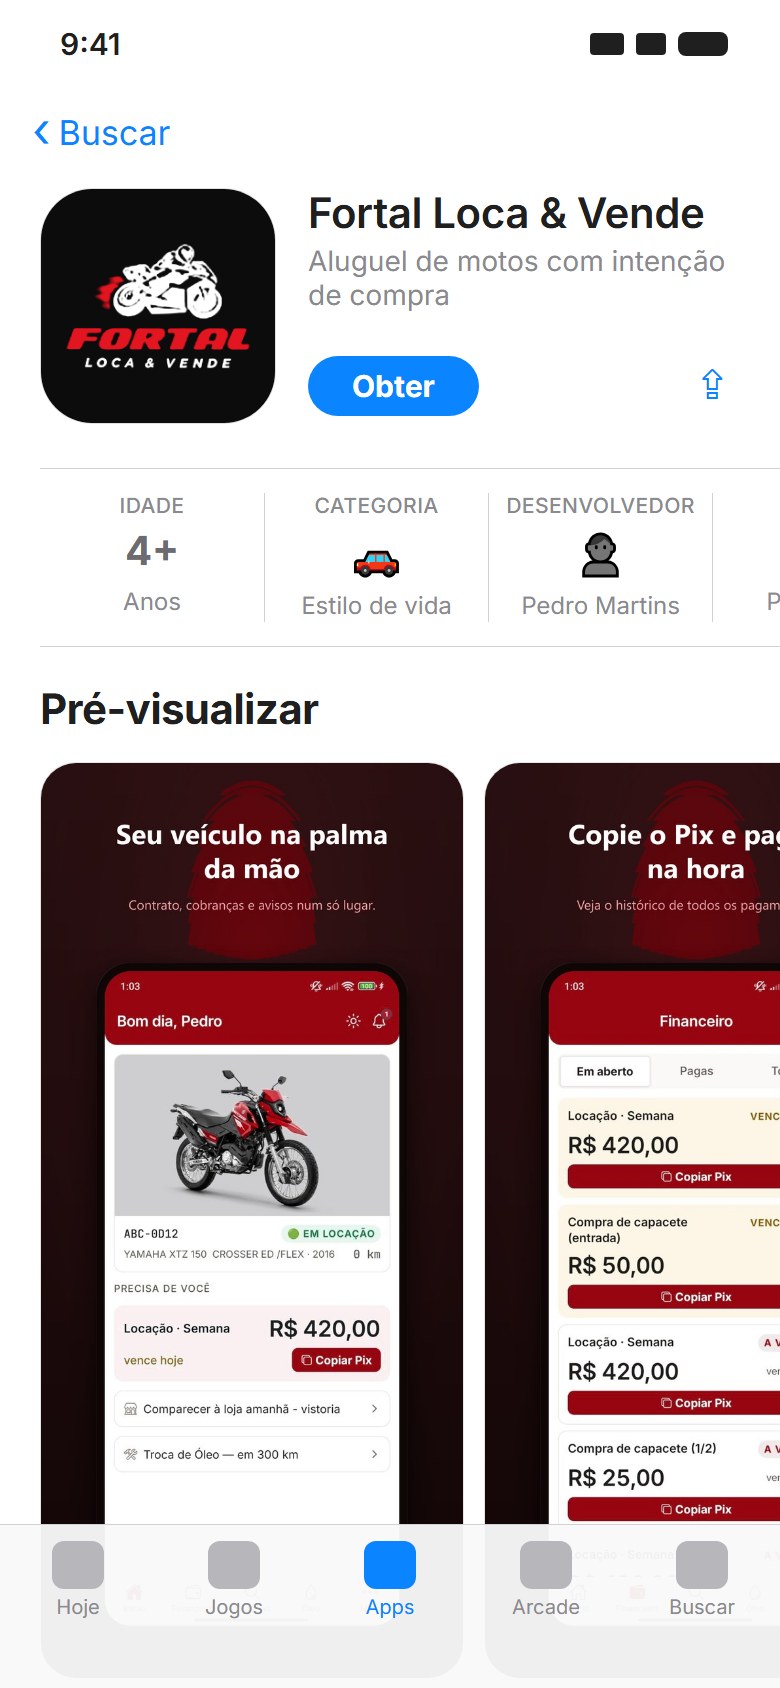 9:41
Buscar
Fortal Loca & Vende
Aluguel de motos com intenção
de compra
FORTAL
LOCA & VENDE
Obter
IDADE
4+
Anos
CATEGORIA
Estilo de vida
DESENVOLVEDOR
Pedro Martins
P
Pré-visualizar
Seu veículo na palma
da mão
Contrato, cobranças e avisos num só lugar.
1:03
100
Bom dia, Pedro
1
ABC-0D12
EM LOCAÇÃO
YAMAHA XTZ 150 CROSSER ED /FLEX · 2016
0 km
PRECISA DE VOCÊ
Locação · Semana
R$ 420,00
vence hoje
Copiar Pix
Comparecer à loja amanhã - vistoria
Troca de Óleo — em 300 km
Copie o Pix e pag
na hora
Veja o histórico de todos os pagam
1:03
Financeiro
Em aberto
Pagas
To
Locação · Semana
VENC
R$ 420,00
Copiar Pix
Compra de capacete
(entrada)
VENC
R$ 50,00
Copiar Pix
Locação · Semana
A V
R$ 420,00
ver
Copiar Pix
Compra de capacete (1/2)
A V
R$ 25,00
ver
Copiar Pix
Hoje
Jogos
Apps
Arcade
Buscar